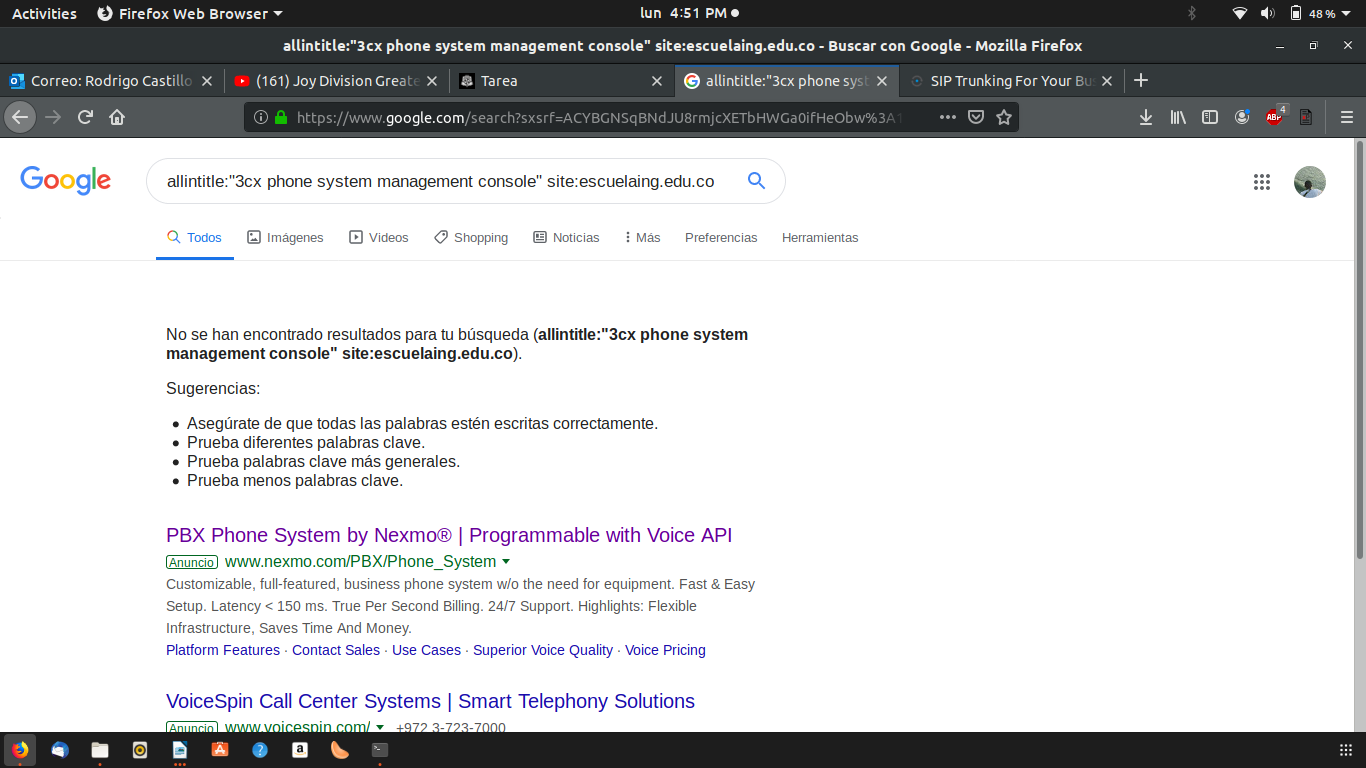 Activities Firefox Web Browser lun 4:51 PM 48 %
allintitle:"3cx phone system management console" site:escuelaing.edu.co - Buscar con Google - Mozilla Firefox
Correo: Rodrigo Castillo (161) Joy Division Greate Tarea allintitle:"3cx phone syst SIP Trunking For Your Bus
https://www.google.com/search?sxsrf=ACYBGNSqBNdJU8rmjcXETbHWGa0ifHeObw%3A1 ABP 4
Google allintitle:"3cx phone system management console" site:escuelaing.edu.co
Todos Imágenes Videos Shopping Noticias Más Preferencias Herramientas
No se han encontrado resultados para tu búsqueda (allintitle:"3cx phone system
management console" site:escuelaing.edu.co).
Sugerencias:
Asegúrate de que todas las palabras estén escritas correctamente.
Prueba diferentes palabras clave.
Prueba palabras clave más generales.
Prueba menos palabras clave.
PBX Phone System by Nexmo® | Programmable with Voice API
Anuncio www.nexmo.com/PBX/Phone_System
Customizable, full-featured, business phone system w/o the need for equipment. Fast & Easy
Setup. Latency < 150 ms. True Per Second Billing. 24/7 Support. Highlights: Flexible
Infrastructure, Saves Time And Money.
Platform Features · Contact Sales · Use Cases · Superior Voice Quality · Voice Pricing
VoiceSpin Call Center Systems | Smart Telephony Solutions
Anuncio www.voicespin.com/ +972 3-723-7000